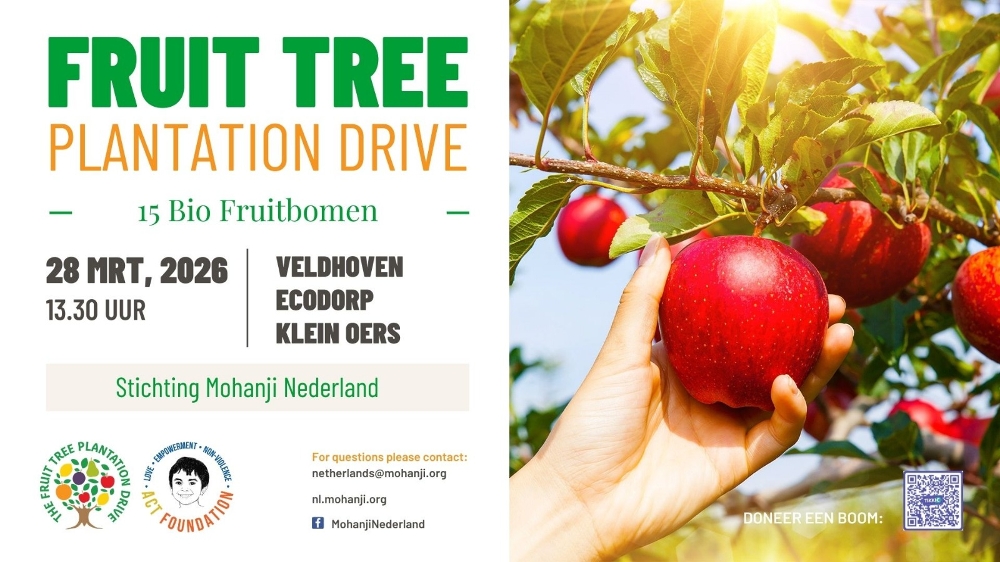 FRUIT TREE
PLANTATION DRIVE
15 Bio Fruitbomen
28 MRT, 2026
13.30 UUR
VELDHOVEN
ECODORP
KLEIN OERS
Stichting Mohanji Nederland
THE FRUIT TREE PLANTATION DRIVE
LOVE • EMPOWERMENT • NON-VIOLENCE
ACT FOUNDATION
For questions please contact:
netherlands@mohanji.org
nl.mohanji.org
f MohanjiNederland
DONEER EEN BOOM:
TIKKIE